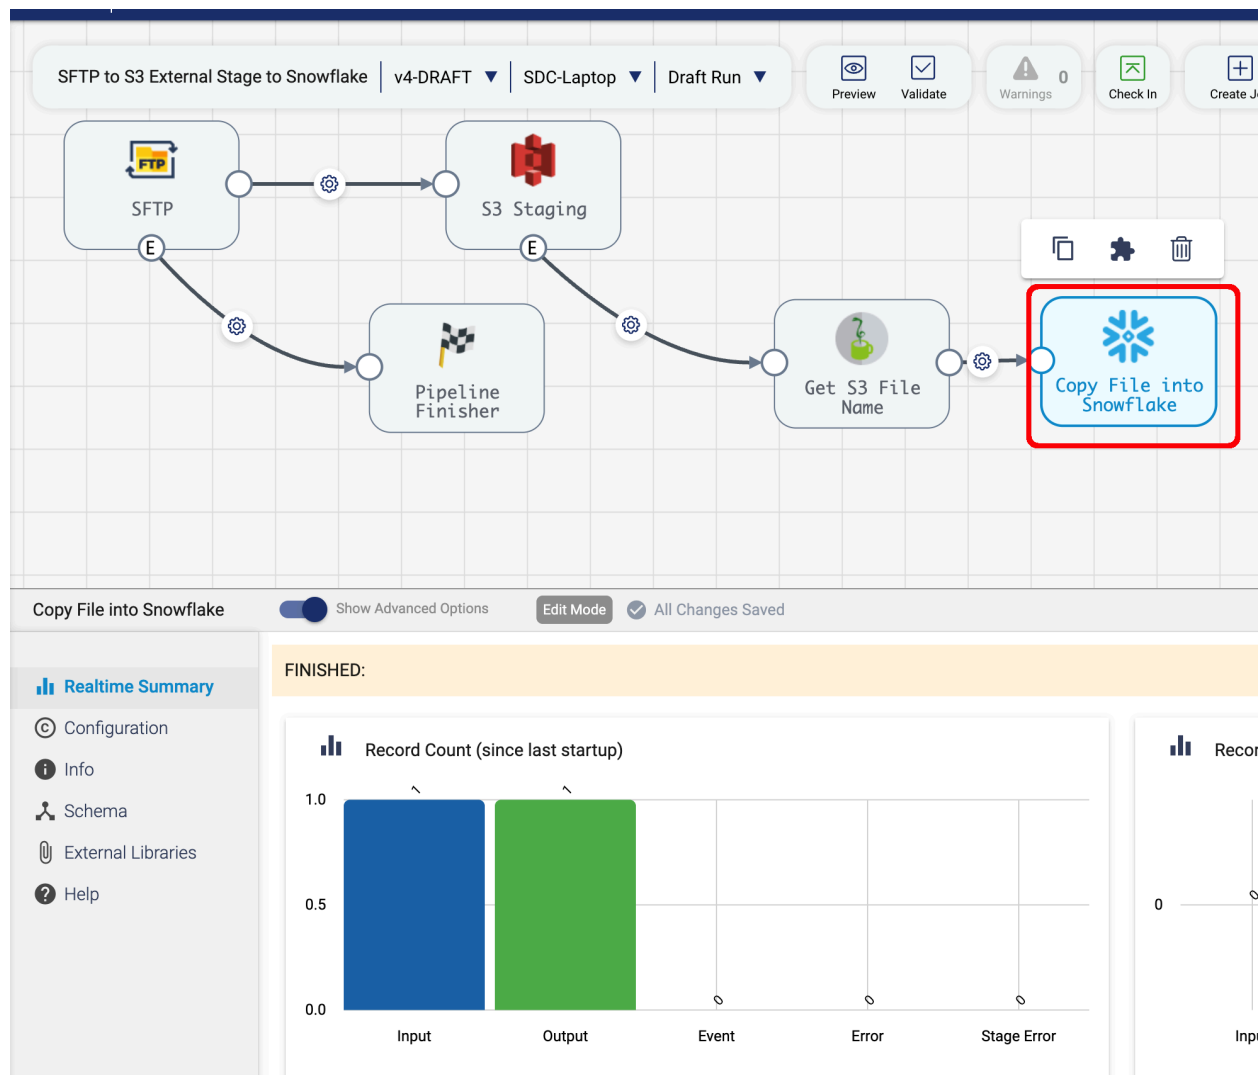 SFTP to S3 External Stage to Snowflake
v4-DRAFT
SDC-Laptop
Draft Run
Preview
Validate
Warnings
0
Check In
Create J
FTP
SFTP
E
S3 Staging
E
Pipeline
Finisher
Get S3 File
Name
Copy File into
Snowflake
Copy File into Snowflake
Show Advanced Options
Edit Mode
All Changes Saved
Realtime Summary
Configuration
Info
Schema
External Libraries
Help
FINISHED:
Record Count (since last startup)
1.0
0.5
0.0
1
1
0
0
0
Input
Output
Event
Error
Stage Error
Recor
0
0
Inp